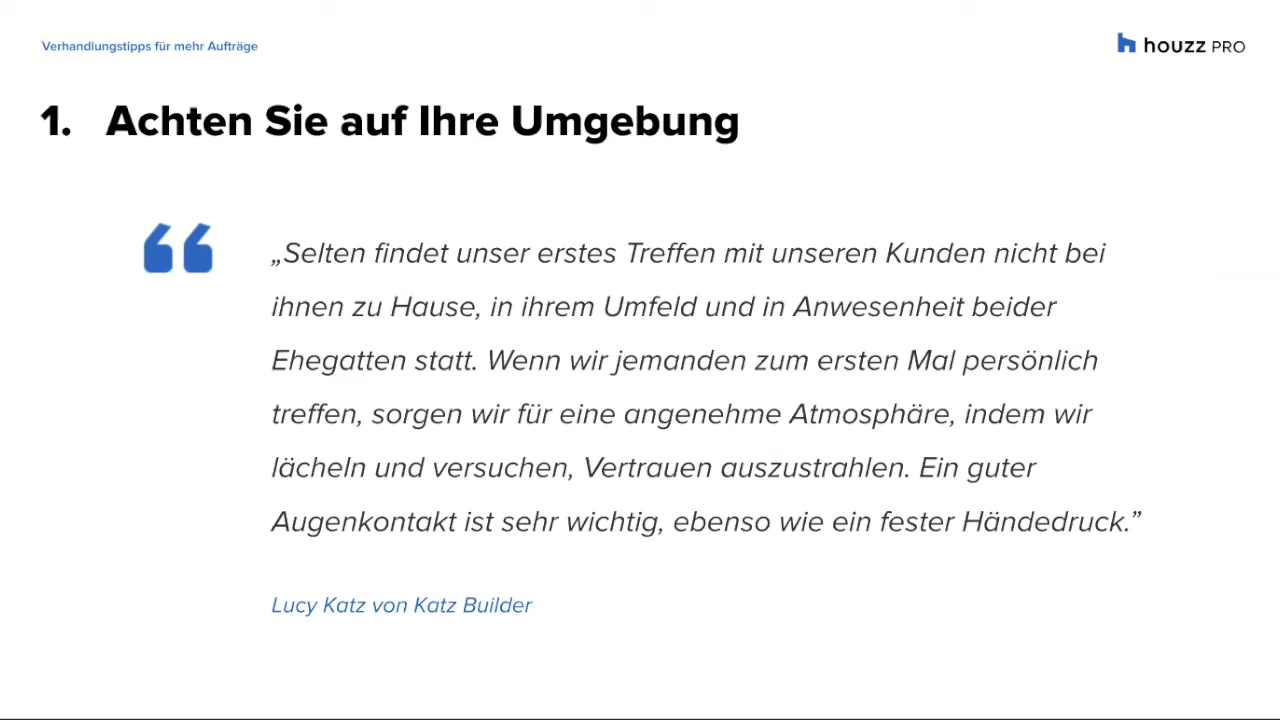 Verhandlungstipps für mehr Aufträge
houzz PRO
1. Achten Sie auf Ihre Umgebung
„Selten findet unser erstes Treffen mit unseren Kunden nicht bei
ihnen zu Hause, in ihrem Umfeld und in Anwesenheit beider
Ehegatten statt. Wenn wir jemanden zum ersten Mal persönlich
treffen, sorgen wir für eine angenehme Atmosphäre, indem wir
lächeln und versuchen, Vertrauen auszustrahlen. Ein guter
Augenkontakt ist sehr wichtig, ebenso wie ein fester Händedruck.”
Lucy Katz von Katz Builder